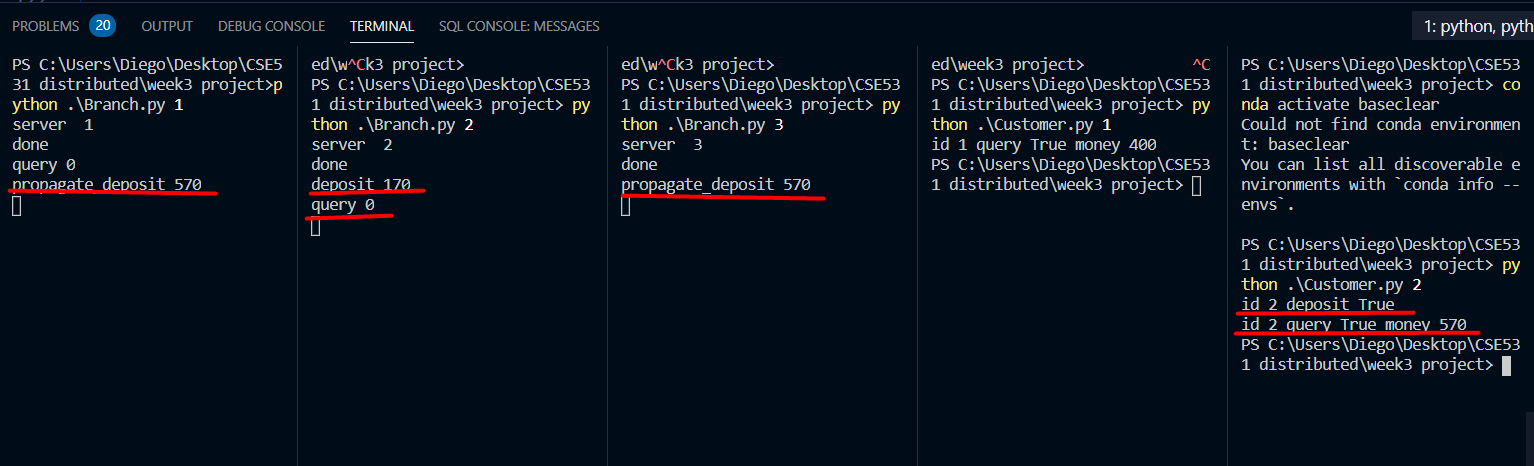 PROBLEMS 20 OUTPUT DEBUG CONSOLE TERMINAL SQL CONSOLE: MESSAGES 1: python, pyth
PS C:\Users\Diego\Desktop\CSE5
31 distributed\week3 project>p
ython .\Branch.py 1
server  1
done
query 0
propagate_deposit 570
ed\w^Ck3 project>
PS C:\Users\Diego\Desktop\CSE53
1 distributed\week3 project> py
thon .\Branch.py 2
server  2
done
deposit 170
query 0
ed\w^Ck3 project>
PS C:\Users\Diego\Desktop\CSE53
1 distributed\week3 project> py
thon .\Branch.py 3
server  3
done
propagate_deposit 570
ed\week3 project> ^C
PS C:\Users\Diego\Desktop\CSE53
1 distributed\week3 project> py
thon .\Customer.py 1
id 1 query True money 400
PS C:\Users\Diego\Desktop\CSE53
1 distributed\week3 project>
PS C:\Users\Diego\Desktop\CSE53
1 distributed\week3 project> co
nda activate baseclear
Could not find conda environmen
t: baseclear
You can list all discoverable e
nvironments with `conda info --
envs`.
PS C:\Users\Diego\Desktop\CSE53
1 distributed\week3 project> py
thon .\Customer.py 2
id 2 deposit True
id 2 query True money 570
PS C:\Users\Diego\Desktop\CSE53
1 distributed\week3 project>